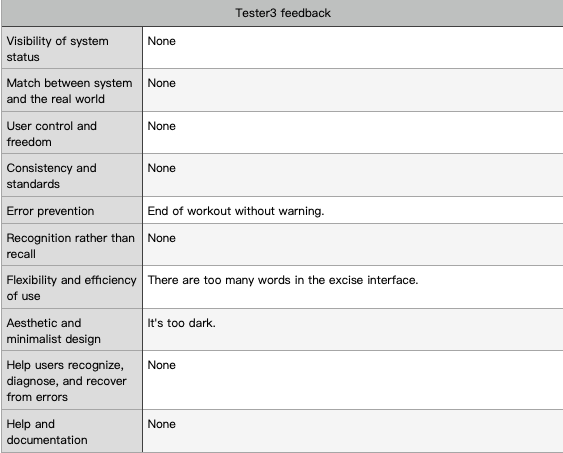 Tester3 feedback
Visibility of system
status
None
Match between system
and the real world
None
User control and
freedom
None
Consistency and
standards
None
Error prevention
End of workout without warning.
Recognition rather than
recall
None
Flexibility and efficiency
of use
There are too many words in the excise interface.
Aesthetic and
minimalist design
It's too dark.
Help users recognize,
diagnose, and recover
from errors
None
Help and
documentation
None